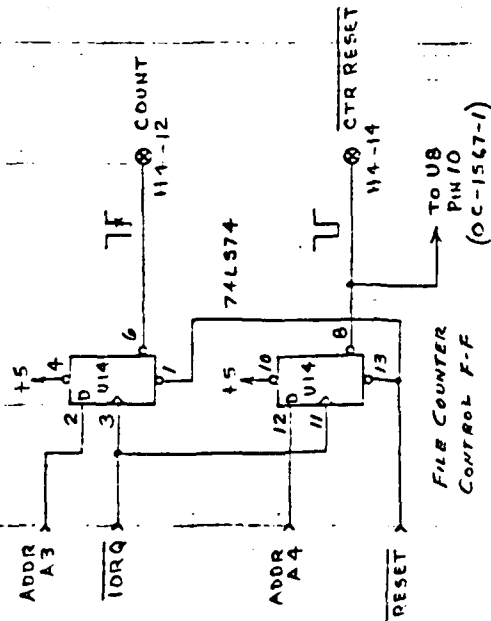 ADDR
A3
IORQ
ADDR
A4
RESET
+5
4
2
D
3
U14
1
6
COUNT
114-12
74LS74
+5
10
12
D
11
U14
13
8
CTR RESET
114-14
TO U8
PIN 10
(OC-1567-1)
FILE COUNTER
CONTROL F-F